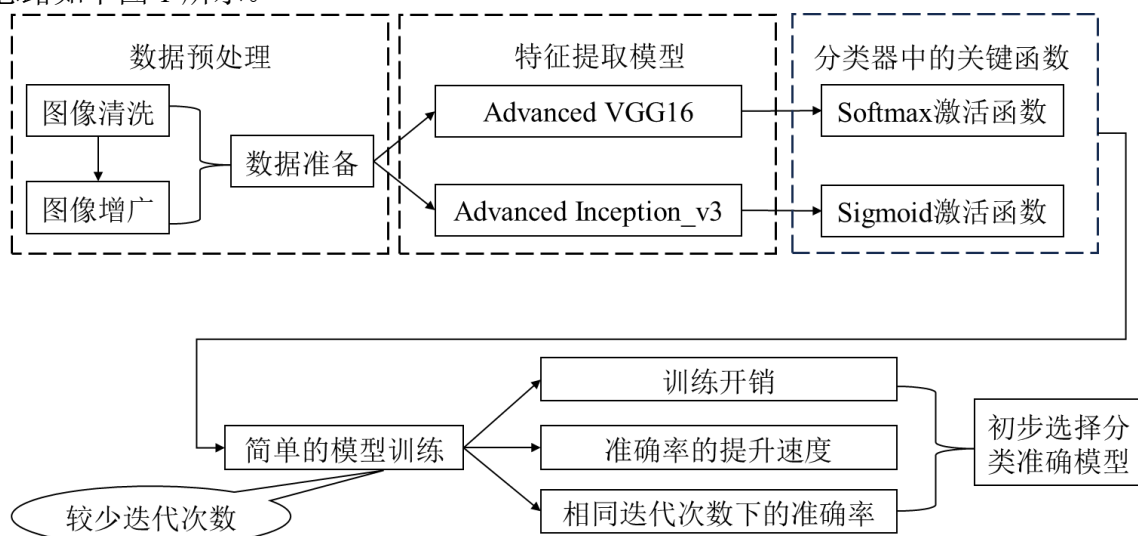 数据预处理
图像清洗
图像增广
数据准备
特征提取模型
Advanced VGG16
Advanced Inception_v3
分类器中的关键函数
Softmax激活函数
Sigmoid激活函数
简单的模型训练
较少迭代次数
训练开销
准确率的提升速度
相同迭代次数下的准确率
初步选择分
类准确模型